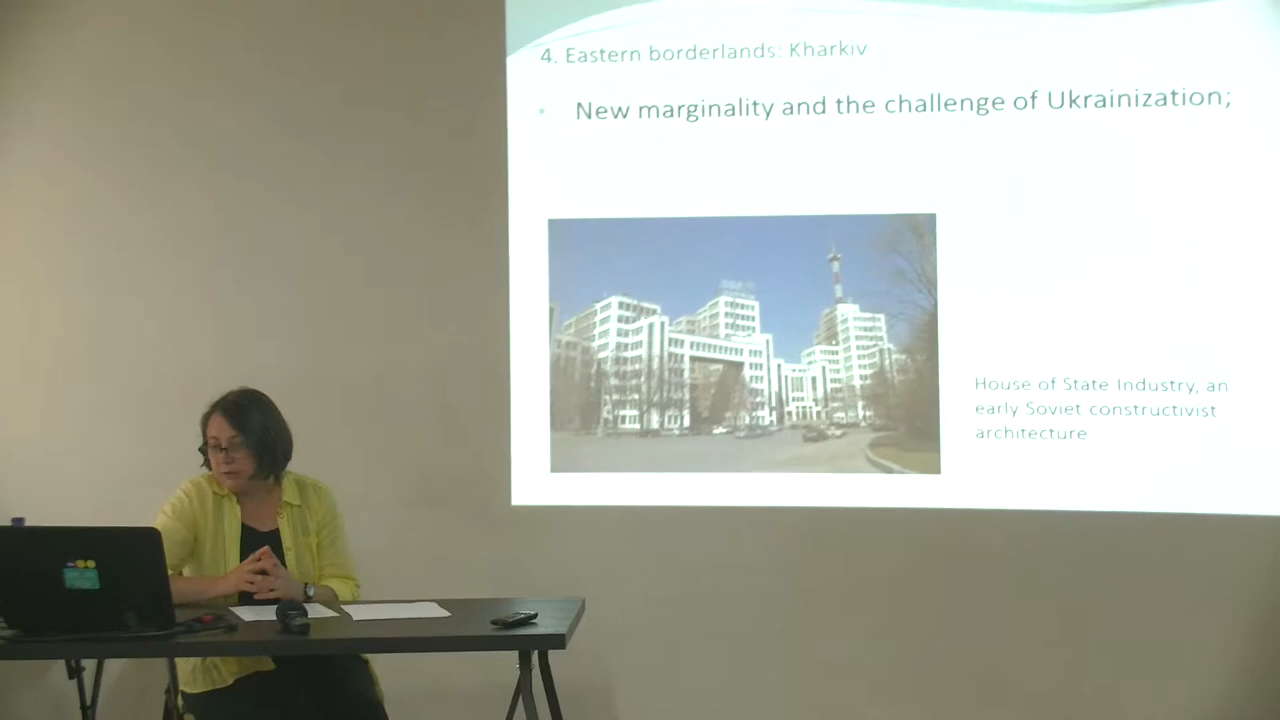 4. Eastern borderlands: Kharkiv
• New marginality and the challenge of Ukrainization;
House of State Industry, an
early Soviet constructivist
architecture